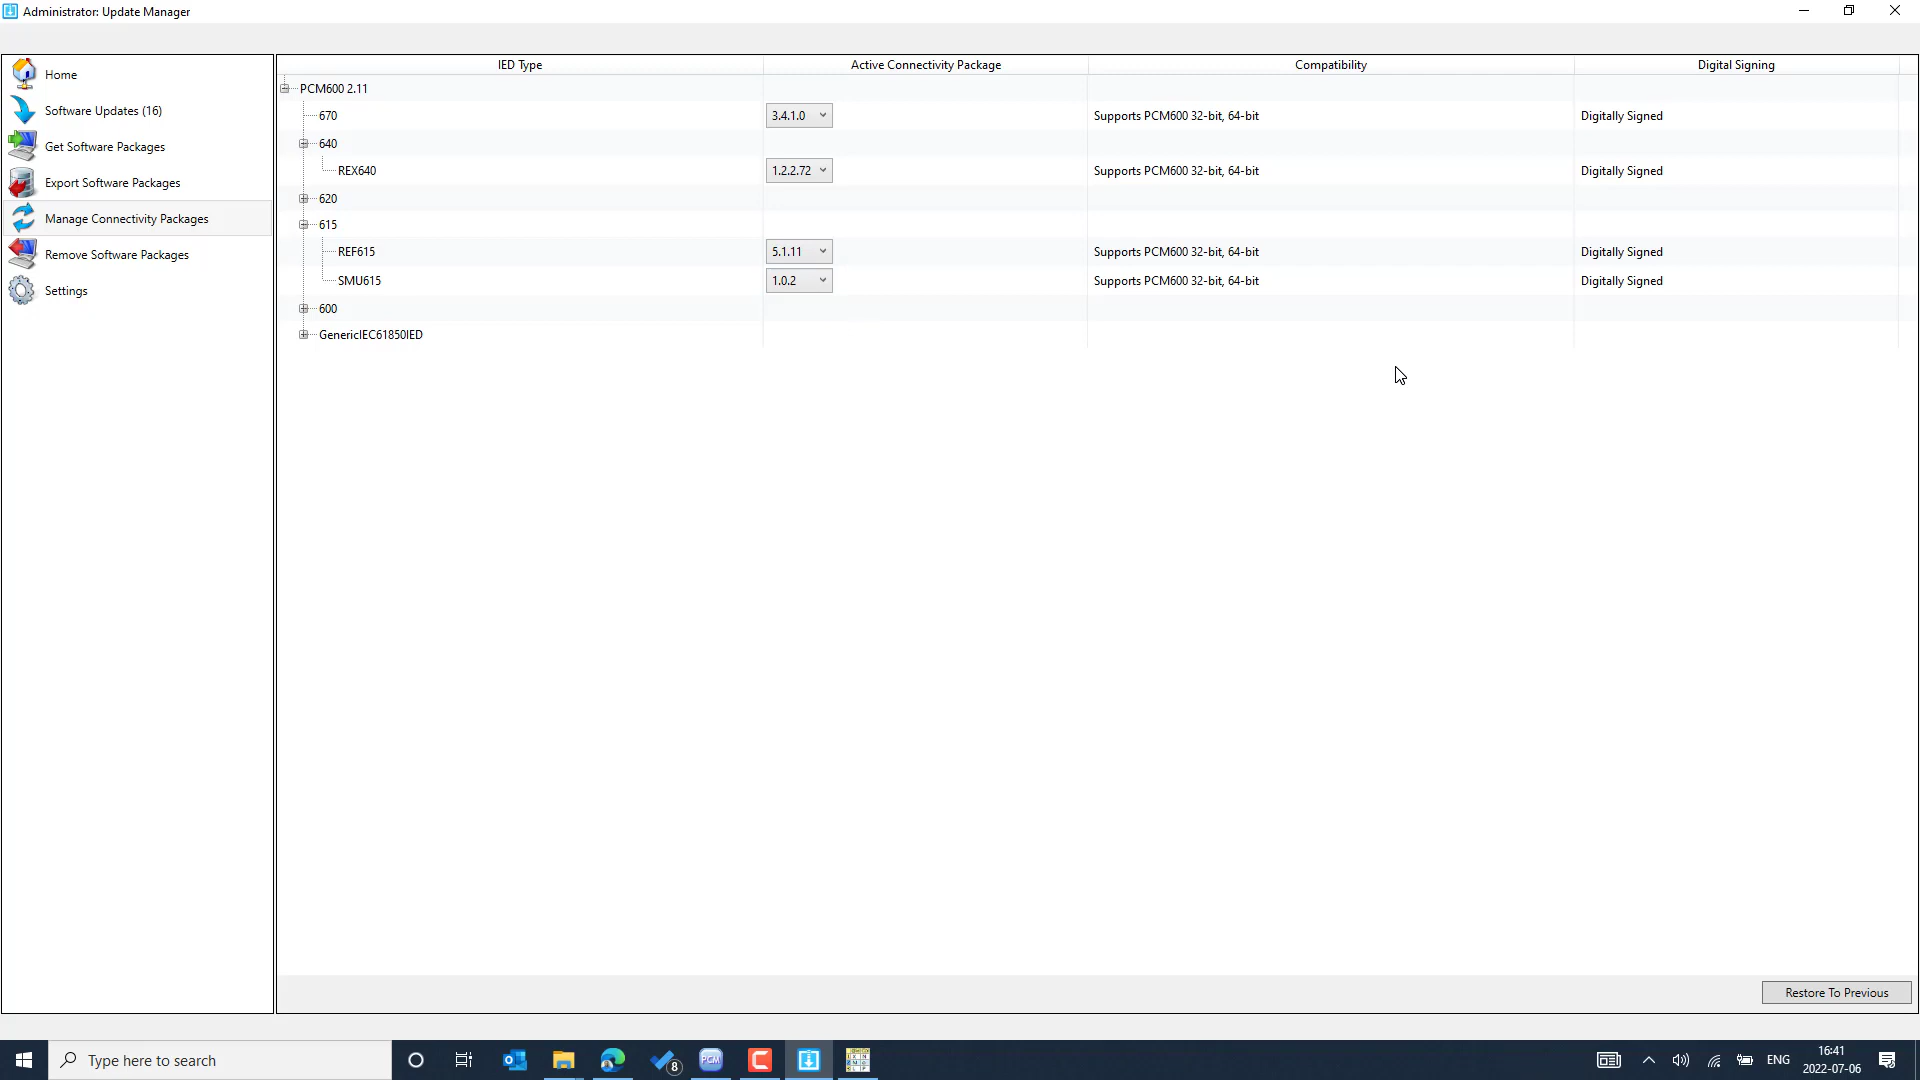 Administrator: Update Manager
Home
Software Updates (16)
Get Software Packages
Export Software Packages
Manage Connectivity Packages
Remove Software Packages
Settings
IED Type Active Connectivity Package Compatibility Digital Signing
PCM600 2.11
670 3.4.1.0 Supports PCM600 32-bit, 64-bit Digitally Signed
640
REX640 1.2.2.72 Supports PCM600 32-bit, 64-bit Digitally Signed
620
615
REF615 5.1.11 Supports PCM600 32-bit, 64-bit Digitally Signed
SMU615 1.0.2 Supports PCM600 32-bit, 64-bit Digitally Signed
600
GenericIEC61850IED
Restore To Previous
Type here to search
8
PCM
ENG
16:41
2022-07-06